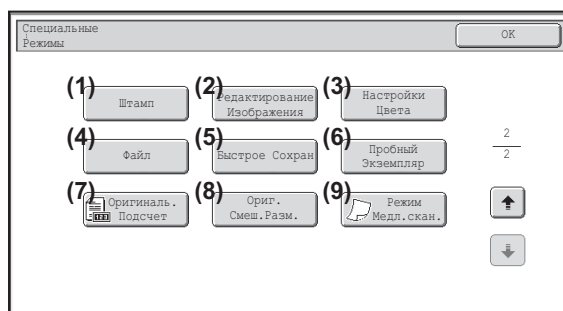 Специальные
Режимы
OK
(1) Штамп
(2) Редактирование
Изображения
(3) Настройки
Цвета
(4) Файл
(5) Быстрое Сохран
(6) Пробный
Экземпляр
2
2
(7) Оригиналь.
Подсчет
(8) Ориг.
Смеш.Разм.
(9) Режим
Медл.скан.